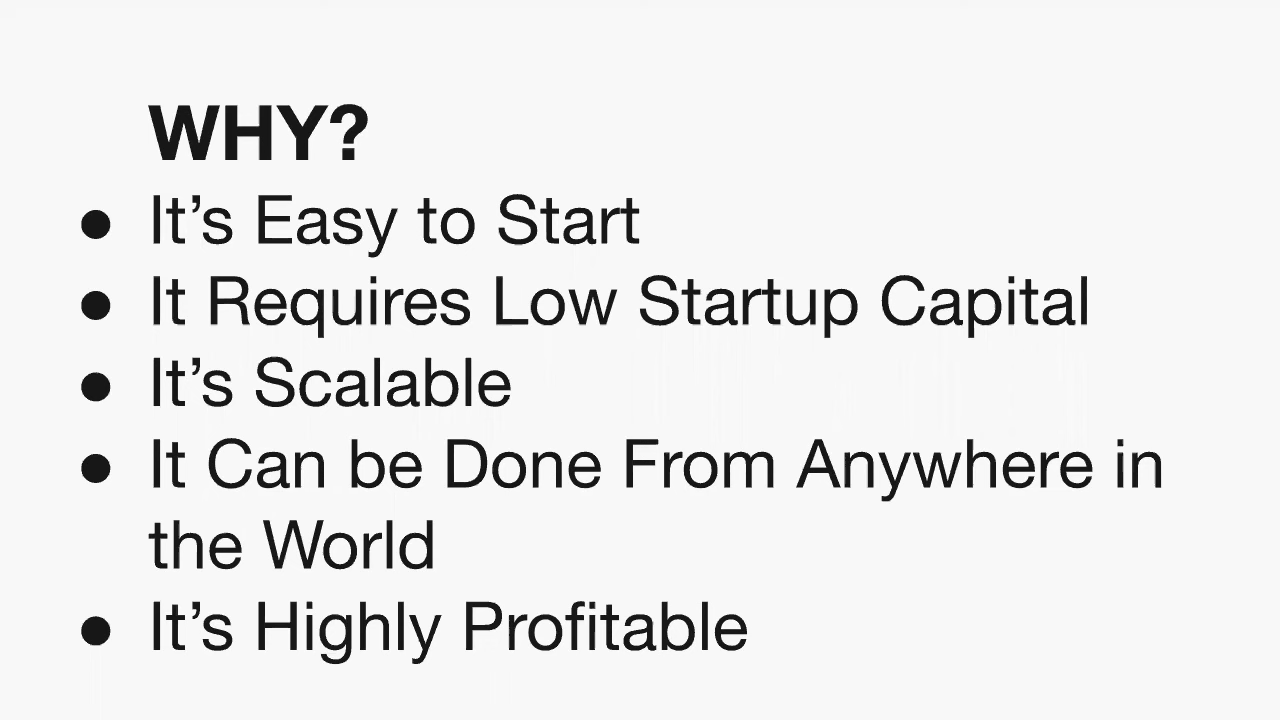 WHY?
● It’s Easy to Start
● It Requires Low Startup Capital
● It’s Scalable
● It Can be Done From Anywhere in
the World
● It’s Highly Profitable